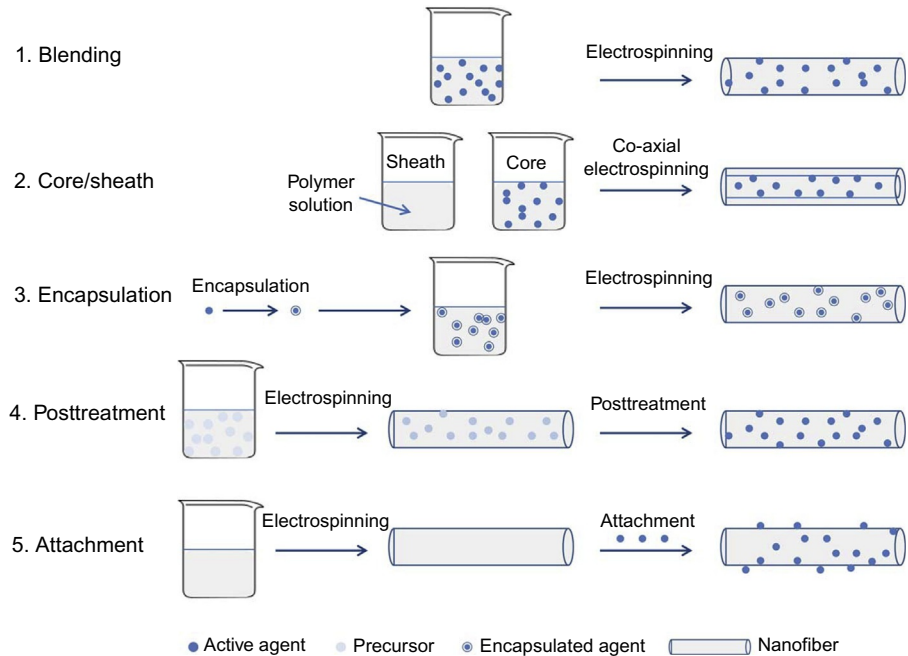 1. Blending
Electrospinning
2. Core/sheath
Polymer
solution
Sheath
Core
Co-axial
electrospinning
3. Encapsulation
Encapsulation
Electrospinning
4. Posttreatment
Electrospinning
Posttreatment
5. Attachment
Electrospinning
Attachment
Active agent
Precursor
Encapsulated agent
Nanofiber